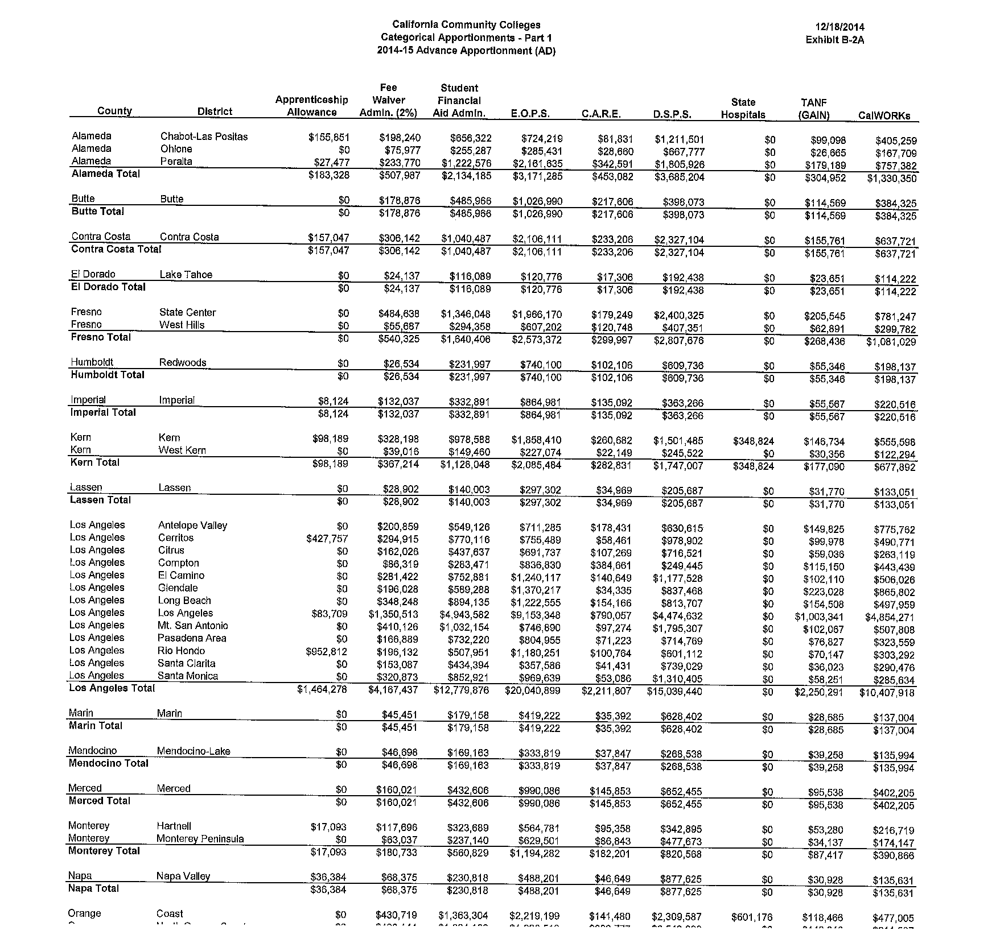 California Community Colleges
Categorical Apportionments - Part 1
2014-15 Advance Apportionment (AD)
12/18/2014
Exhibit B-2A
County District Apprenticeship Allowance Fee Waiver Admin. (2%) Student Financial Aid Admin. E.O.P.S. C.A.R.E. D.S.P.S. State Hospitals TANF (GAIN) CalWORKs
Alameda Chabot-Las Positas $155,851 $198,240 $656,322 $724,219 $81,831 $1,211,501 $0 $99,098 $405,259
Alameda Ohlone $0 $75,977 $255,287 $285,431 $28,660 $667,777 $0 $26,665 $167,709
Alameda Peralta $27,477 $233,770 $1,222,576 $2,161,635 $342,591 $1,805,926 $0 $179,189 $757,382
Alameda Total $183,328 $507,987 $2,134,185 $3,171,285 $453,082 $3,685,204 $0 $304,952 $1,330,350
Butte Butte $0 $178,876 $485,966 $1,026,990 $217,606 $398,073 $0 $114,569 $384,325
Butte Total $0 $178,876 $485,966 $1,026,990 $217,606 $398,073 $0 $114,569 $384,325
Contra Costa Contra Costa $157,047 $306,142 $1,040,487 $2,106,111 $233,206 $2,327,104 $0 $155,761 $637,721
Contra Costa Total $157,047 $306,142 $1,040,487 $2,106,111 $233,206 $2,327,104 $0 $155,761 $637,721
El Dorado Lake Tahoe $0 $24,137 $116,089 $120,776 $17,306 $192,438 $0 $23,651 $114,222
El Dorado Total $0 $24,137 $116,089 $120,776 $17,306 $192,438 $0 $23,651 $114,222
Fresno State Center $0 $484,638 $1,346,048 $1,966,170 $179,249 $2,400,325 $0 $205,545 $781,247
Fresno West Hills $0 $55,687 $294,358 $607,202 $120,748 $407,351 $0 $62,891 $299,782
Fresno Total $0 $540,325 $1,640,406 $2,573,372 $299,997 $2,807,676 $0 $268,436 $1,081,029
Humboldt Redwoods $0 $26,534 $231,997 $740,100 $102,106 $609,736 $0 $55,346 $198,137
Humboldt Total $0 $26,534 $231,997 $740,100 $102,106 $609,736 $0 $55,346 $198,137
Imperial Imperial $8,124 $132,037 $332,891 $864,981 $135,092 $363,266 $0 $55,567 $220,516
Imperial Total $8,124 $132,037 $332,891 $864,981 $135,092 $363,266 $0 $55,567 $220,516
Kern Kern $98,189 $328,198 $978,588 $1,858,410 $260,682 $1,501,485 $348,824 $146,734 $555,598
Kern West Kern $0 $39,016 $149,460 $227,074 $22,149 $245,522 $0 $30,356 $122,294
Kern Total $98,189 $367,214 $1,128,048 $2,085,484 $282,831 $1,747,007 $348,824 $177,090 $677,892
Lassen Lassen $0 $28,902 $140,003 $297,302 $34,969 $205,687 $0 $31,770 $133,051
Lassen Total $0 $28,902 $140,003 $297,302 $34,969 $205,687 $0 $31,770 $133,051
Los Angeles Antelope Valley $0 $200,859 $549,126 $711,285 $178,431 $630,615 $0 $149,825 $775,762
Los Angeles Cerritos $427,757 $294,915 $770,116 $755,489 $58,461 $978,902 $0 $99,978 $490,771
Los Angeles Citrus $0 $162,026 $437,637 $691,737 $107,269 $716,521 $0 $59,036 $263,119
Los Angeles Compton $0 $86,319 $283,471 $836,830 $384,661 $249,445 $0 $115,150 $443,439
Los Angeles El Camino $0 $281,422 $752,881 $1,240,117 $140,649 $1,177,528 $0 $102,110 $506,026
Los Angeles Glendale $0 $196,028 $589,288 $1,370,217 $34,335 $837,468 $0 $223,028 $865,802
Los Angeles Long Beach $0 $348,248 $894,135 $1,222,555 $154,166 $813,707 $0 $154,508 $497,959
Los Angeles Los Angeles $83,709 $1,350,513 $4,943,582 $9,153,348 $790,057 $4,474,632 $0 $1,003,341 $4,854,271
Los Angeles Mt. San Antonio $0 $410,126 $1,032,154 $746,890 $97,274 $1,795,307 $0 $102,067 $507,808
Los Angeles Pasadena Area $0 $166,889 $732,220 $804,955 $71,223 $714,769 $0 $76,827 $323,559
Los Angeles Rio Hondo $952,812 $196,132 $507,951 $1,180,251 $100,764 $601,112 $0 $70,147 $303,292
Los Angeles Santa Clarita $0 $153,087 $434,394 $357,586 $41,431 $739,029 $0 $36,023 $290,476
Los Angeles Santa Monica $0 $320,873 $852,921 $969,639 $53,086 $1,310,405 $0 $58,251 $285,634
Los Angeles Total $1,464,278 $4,167,437 $12,779,876 $20,040,899 $2,211,807 $15,039,440 $0 $2,250,291 $10,407,918
Marin Marin $0 $45,451 $179,158 $419,222 $35,392 $628,402 $0 $28,685 $137,004
Marin Total $0 $45,451 $179,158 $419,222 $35,392 $628,402 $0 $28,685 $137,004
Mendocino Mendocino-Lake $0 $46,698 $169,163 $333,819 $37,847 $268,538 $0 $39,258 $135,994
Mendocino Total $0 $46,698 $169,163 $333,819 $37,847 $268,538 $0 $39,258 $135,994
Merced Merced $0 $160,021 $432,606 $990,086 $145,853 $652,455 $0 $95,538 $402,205
Merced Total $0 $160,021 $432,606 $990,086 $145,853 $652,455 $0 $95,538 $402,205
Monterey Hartnell $17,093 $117,696 $323,689 $564,781 $95,358 $342,895 $0 $53,280 $216,719
Monterey Monterey Peninsula $0 $63,037 $237,140 $629,501 $86,843 $477,673 $0 $34,137 $174,147
Monterey Total $17,093 $180,733 $560,829 $1,194,282 $182,201 $820,568 $0 $87,417 $390,866
Napa Napa Valley $36,384 $68,375 $230,818 $488,201 $46,649 $877,625 $0 $30,928 $135,631
Napa Total $36,384 $68,375 $230,818 $488,201 $46,649 $877,625 $0 $30,928 $135,631
Orange Coast $0 $430,719 $1,363,304 $2,219,199 $141,480 $2,309,587 $601,176 $118,466 $477,005